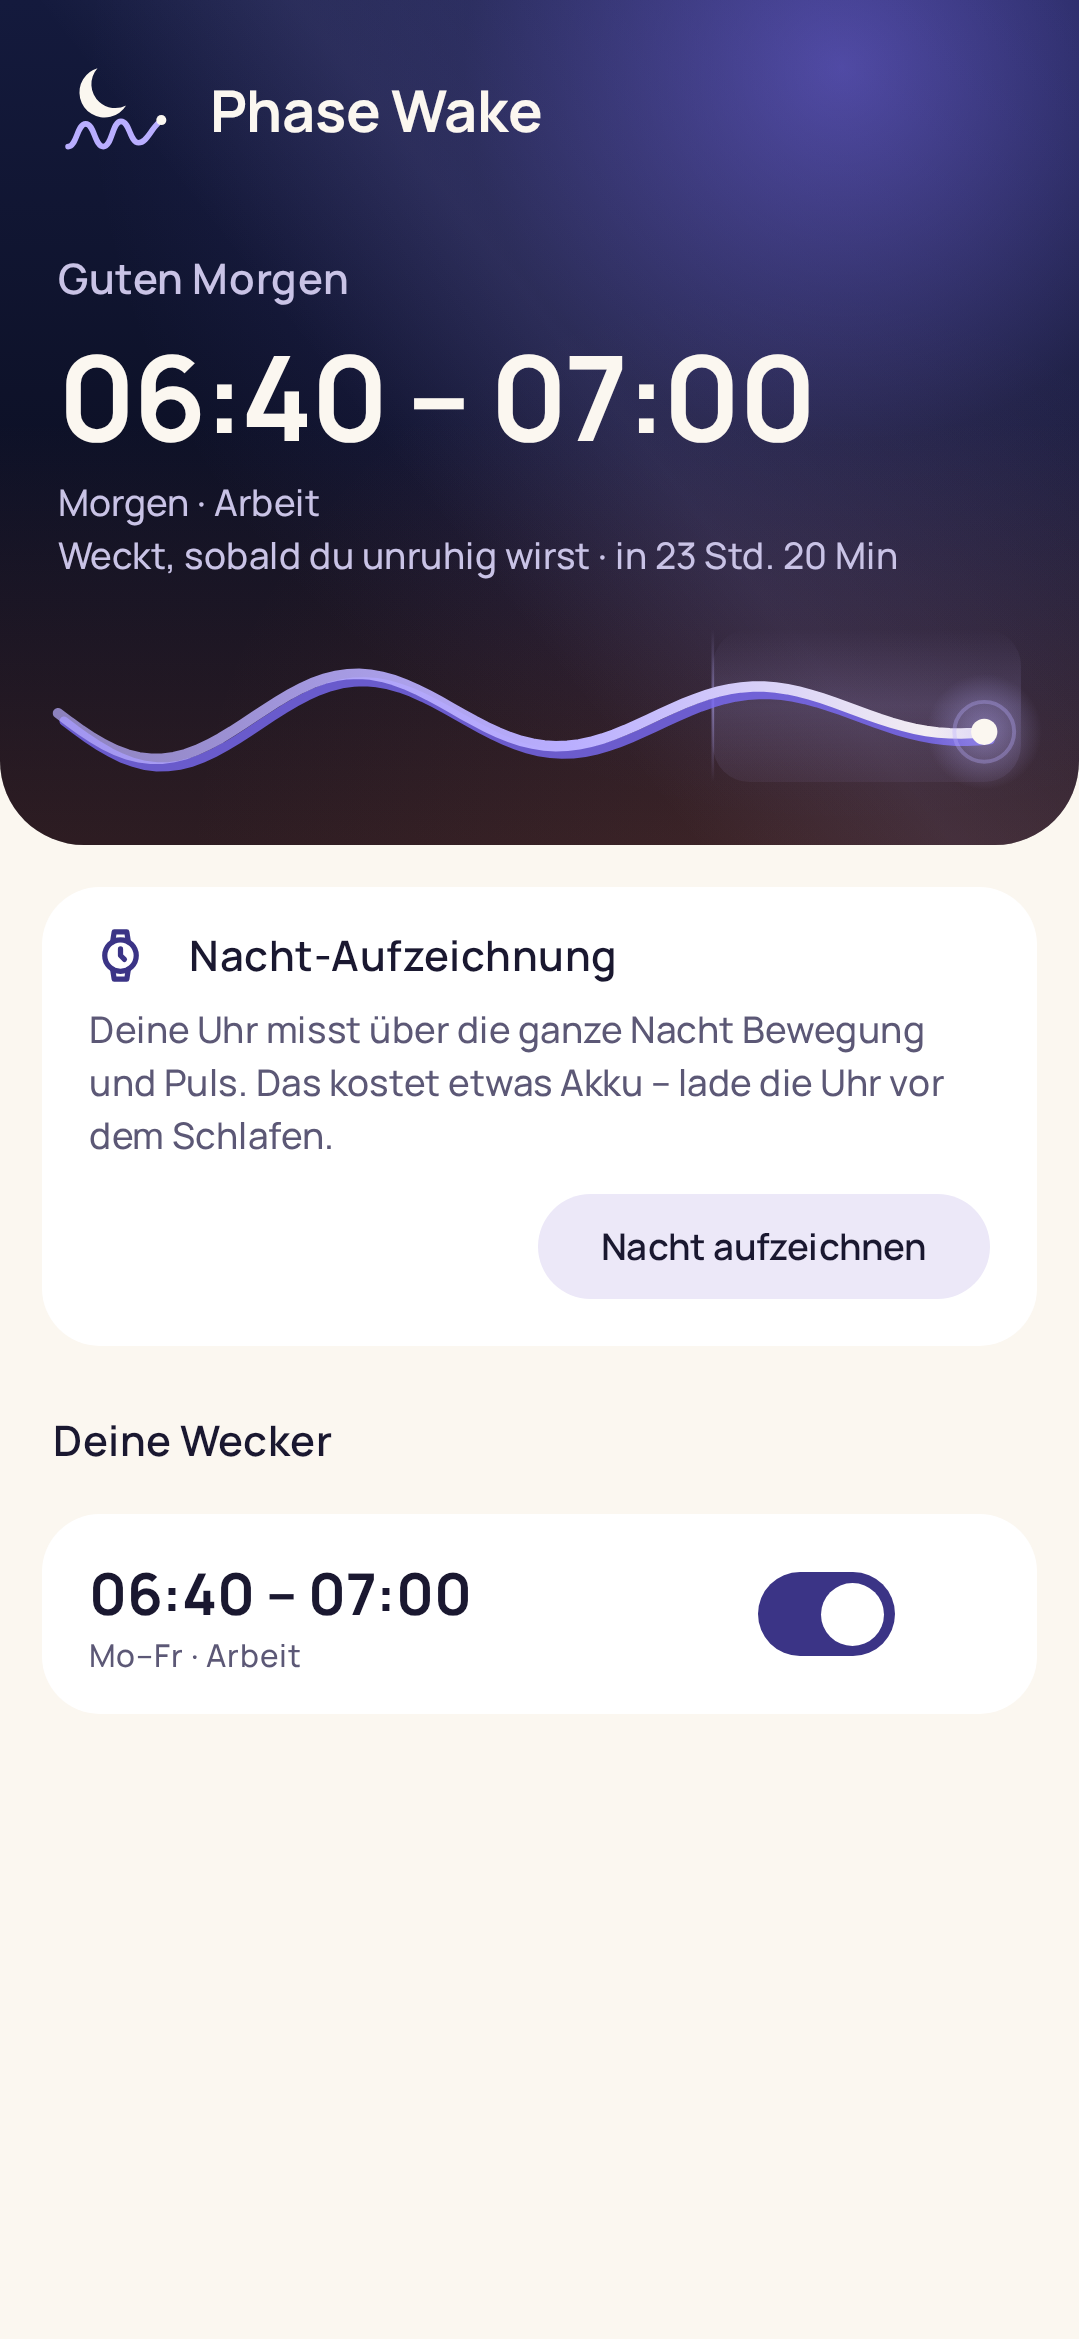 Phase Wake
Guten Morgen
06:40 – 07:00
Morgen · Arbeit
Weckt, sobald du unruhig wirst · in 23 Std. 20 Min
Nacht-Aufzeichnung
Deine Uhr misst über die ganze Nacht Bewegung
und Puls. Das kostet etwas Akku – lade die Uhr vor
dem Schlafen.
Nacht aufzeichnen
Deine Wecker
06:40 – 07:00
Mo–Fr · Arbeit